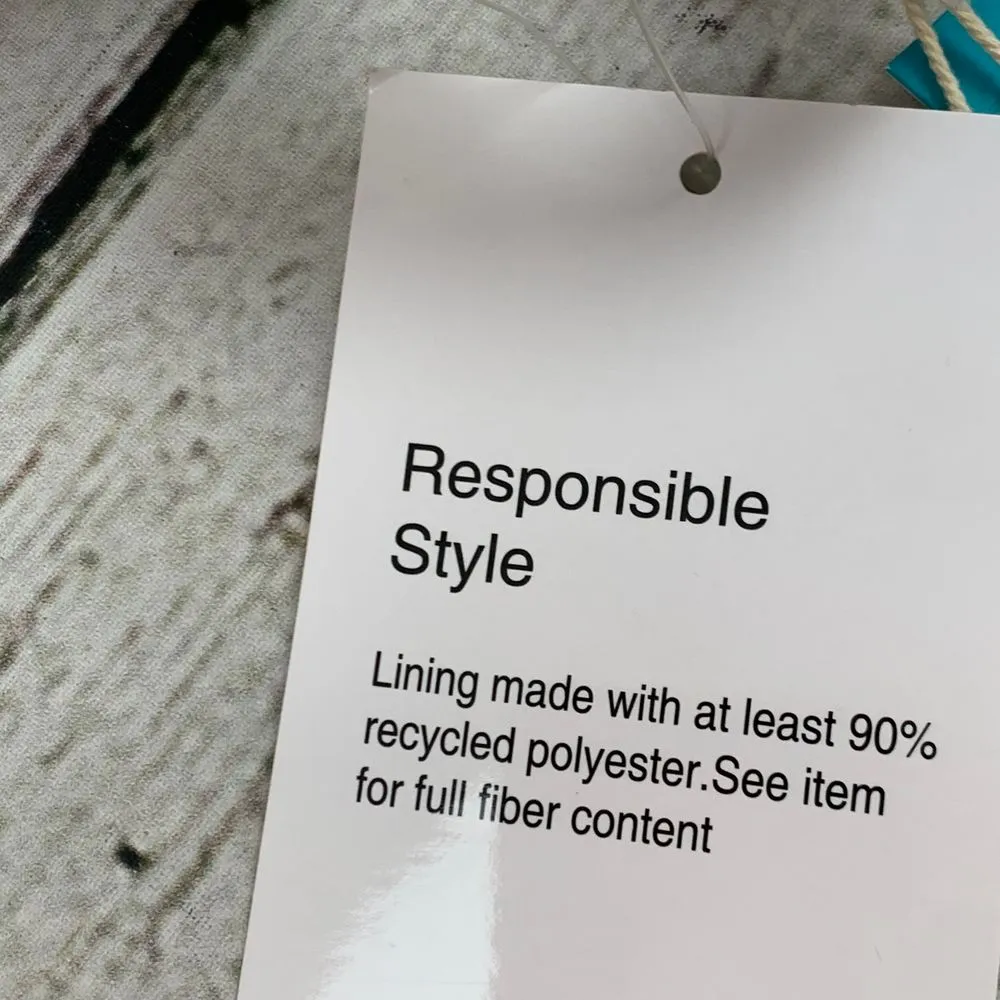 Responsible
Style
Lining made with at least 90%
recycled polyester.See item
for full fiber content